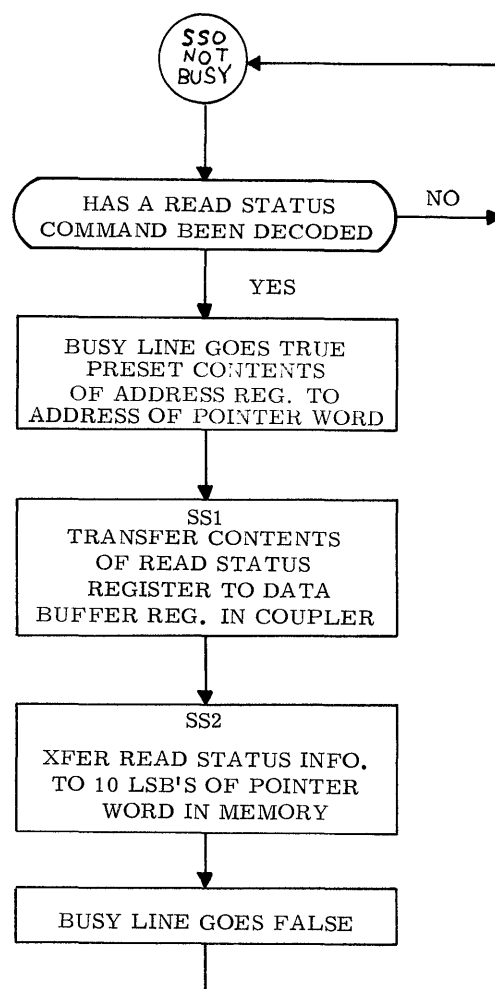 SSO
NOT
BUSY
HAS A READ STATUS
COMMAND BEEN DECODED
NO
YES
BUSY LINE GOES TRUE
PRESET CONTENTS
OF ADDRESS REG. TO
ADDRESS OF POINTER WORD
SS1
TRANSFER CONTENTS
OF READ STATUS
REGISTER TO DATA
BUFFER REG. IN COUPLER
SS2
XFER READ STATUS INFO.
TO 10 LSB'S OF POINTER
WORD IN MEMORY
BUSY LINE GOES FALSE